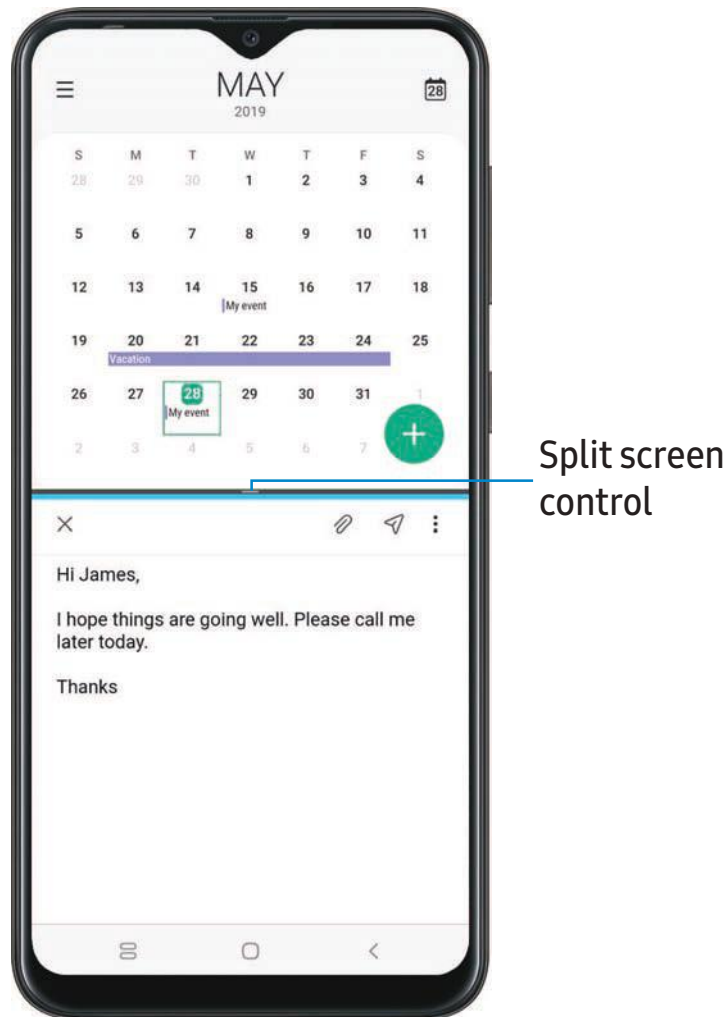 MAY
2019
28
S M T W T F S
28 29 30 1 2 3 4
5 6 7 8 9 10 11
12 13 14 15 16 17 18
My event
19 20 21 22 23 24 25
Vacation
26 27 28 29 30 31 1
My event
2 3 4 5 6 7
Split screen
control
Hi James,
I hope things are going well. Please call me
later today.
Thanks